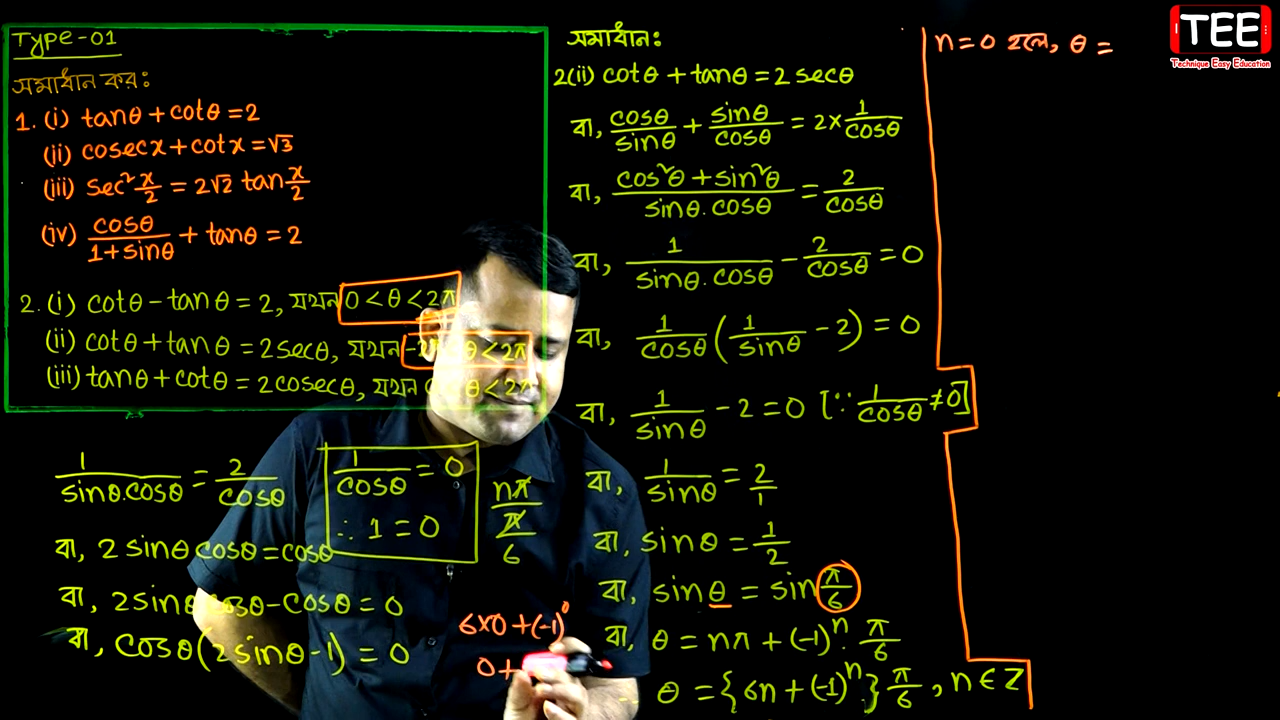 Type-01
সমাধান কর:
1. (i) tanθ + cotθ = 2
(ii) cosecx + cotx = √3
(iii) sec² x/2 = 2√2 tan x/2
(iv) cosθ/(1+sinθ) + tanθ = 2
2. (i) cotθ - tanθ = 2, যখন 0 < θ < 2π
(ii) cotθ + tanθ = 2secθ, যখন -2π < θ < 2π
(iii) tanθ + cotθ = 2cosecθ, যখন θ < 2π
1/(sinθ.cosθ) = 2/cosθ
বা, 2 sinθ cosθ = cosθ
বা, 2sinθ cosθ - cosθ = 0
বা, cosθ(2sinθ - 1) = 0
1/cosθ = 0
∴ 1 = 0
nπ
π/6
6×0 + (-1)⁰
0+
সমাধান:
2(ii) cotθ + tanθ = 2 secθ
বা, cosθ/sinθ + sinθ/cosθ = 2 × 1/cosθ
বা, (cos²θ + sin²θ)/(sinθ.cosθ) = 2/cosθ
বা, 1/(sinθ.cosθ) - 2/cosθ = 0
বা, 1/cosθ (1/sinθ - 2) = 0
বা, 1/sinθ - 2 = 0 [∵ 1/cosθ ≠ 0]
বা, 1/sinθ = 2/1
বা, sinθ = 1/2
বা, sinθ = sin π/6
বা, θ = nπ + (-1)ⁿ . π/6
θ = {6n + (-1)ⁿ} π/6, n ∈ Z
n = 0 হলে, θ =
TEE
Technique Easy Education